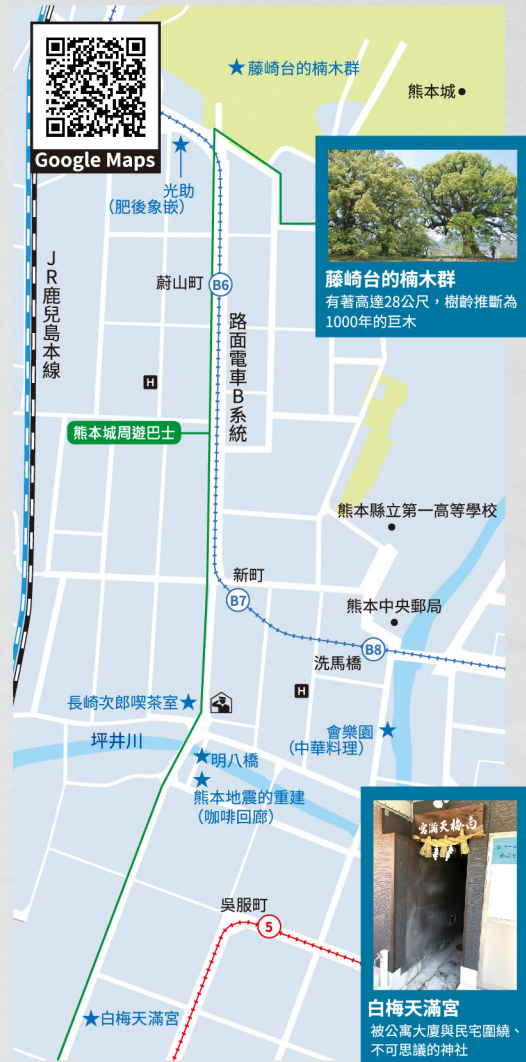 Google Maps
★藤崎台的楠木群
熊本城
光助
(肥後象嵌)
藤崎台的楠木群
有著高達28公尺，樹齡推斷為
1000年的巨木
蔚山町
B6
JR鹿兒島本線
路面電車B系統
H
熊本城周遊巴士
熊本縣立第一高等學校
新町
B7
熊本中央郵局
B8
洗馬橋
H
長崎次郎喫茶室★
會樂園★
(中華料理)
坪井川
★明八橋
★
熊本地震的重建
(咖啡回廊)
吳服町
5
白梅天滿宮
白梅天滿宮
被公寓大廈與民宅圍繞、
不可思議的神社
★白梅天滿宮